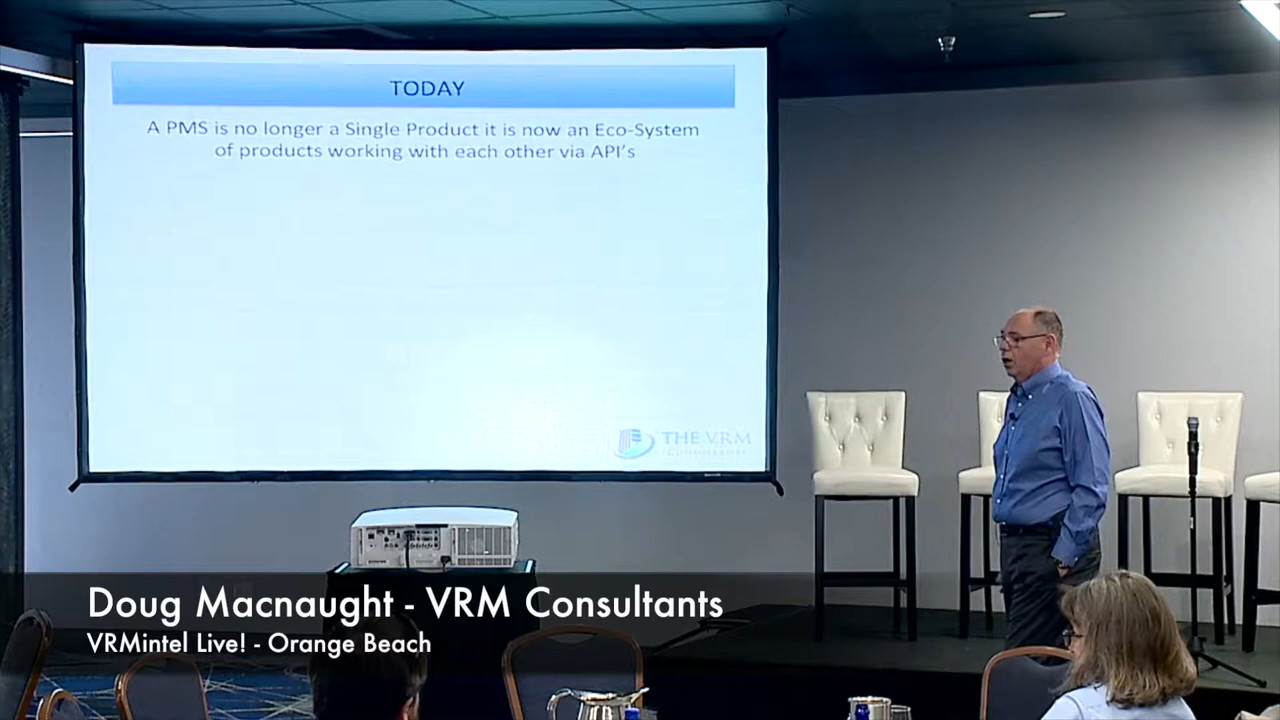 TODAY
A PMS is no longer a Single Product it is now an Eco-System
of products working with each other via API's
THE VRM
CONSULTANTS
Doug Macnaught - VRM Consultants
VRMintel Live! - Orange Beach